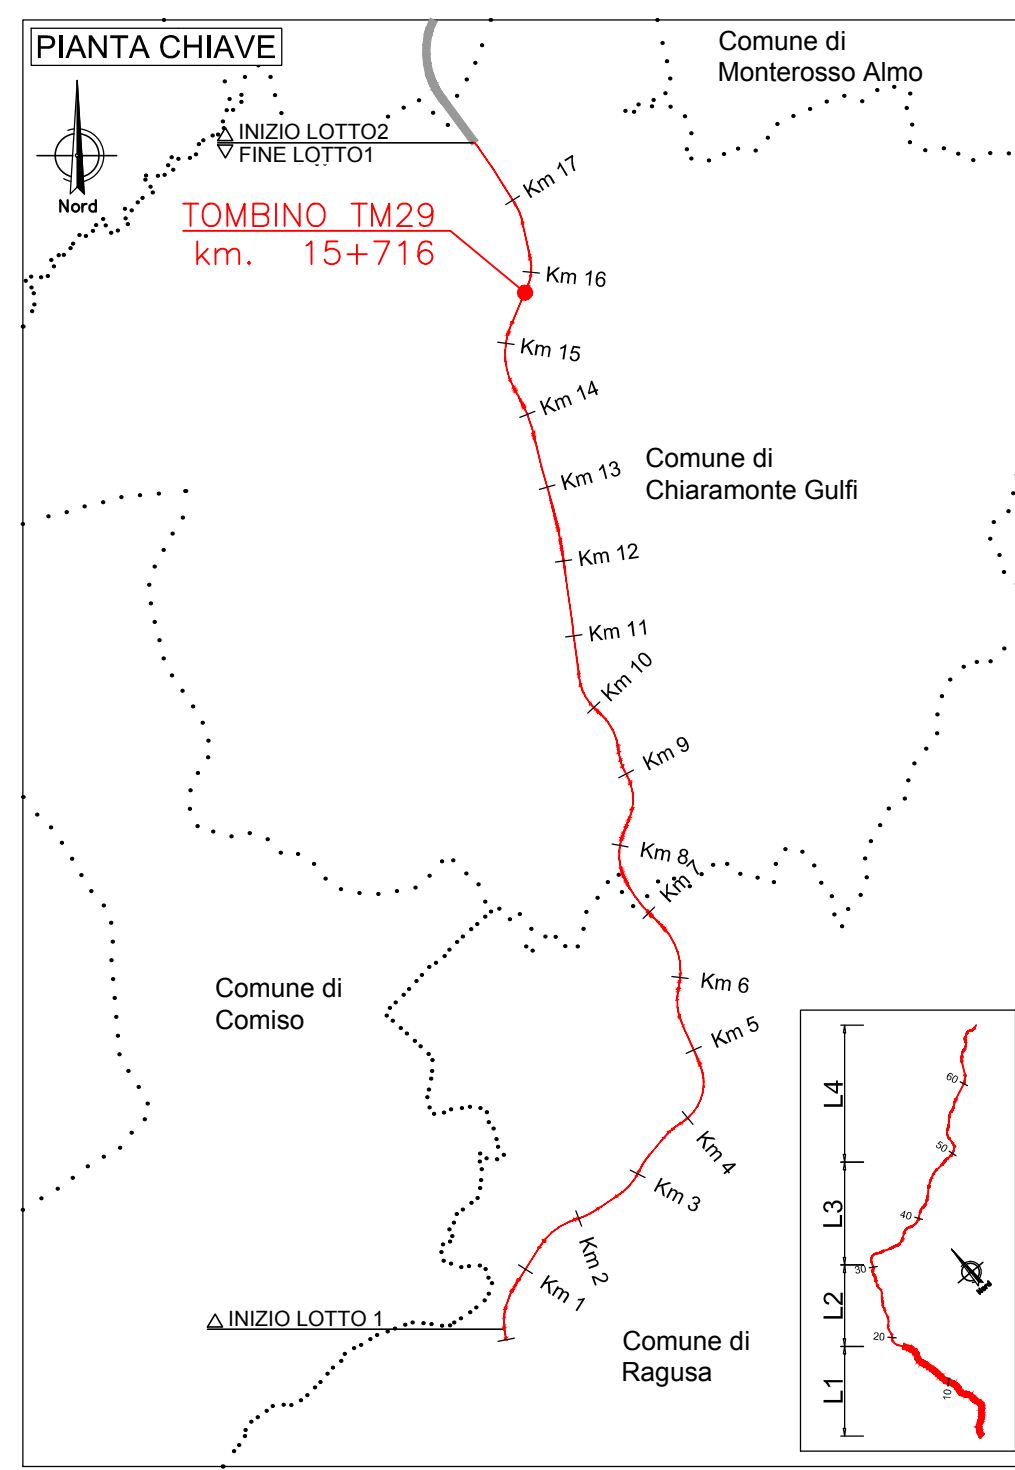 PIANTA CHIAVE
Comune di
Monterosso Almo
INIZIO LOTTO2
FINE LOTTO1
Nord
Km 17
TOMBINO TM29
km. 15+716
Km 16
Km 15
Km 14
Comune di
Chiaramonte Gulfi
Km 13
Km 12
Km 11
Km 10
Km 9
Km 8
Km 7
Comune di
Comiso
Km 6
Km 5
Km 4
Km 3
Km 2
Km 1
INIZIO LOTTO 1
Comune di
Ragusa
L4
60
50
L3
40
30
L2
20
L1
10